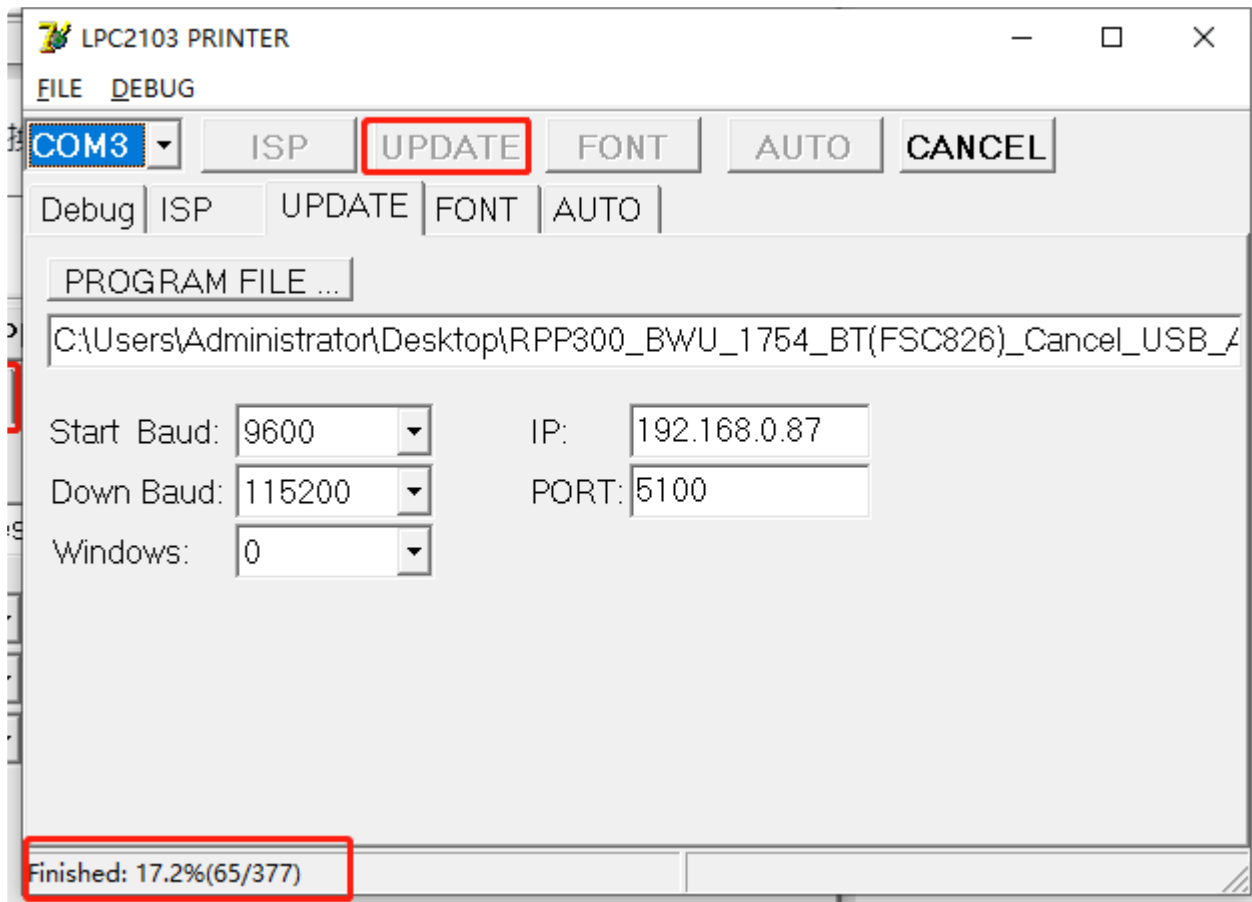 LPC2103 PRINTER
FILE DEBUG
COM3 ISP UPDATE FONT AUTO CANCEL
Debug ISP UPDATE FONT AUTO
PROGRAM FILE ...
C:\Users\Administrator\Desktop\RPP300_BWU_1754_BT(FSC826)_Cancel_USB_A
Start Baud: 9600 IP: 192.168.0.87
Down Baud: 115200 PORT: 5100
Windows: 0
Finished: 17.2%(65/377)